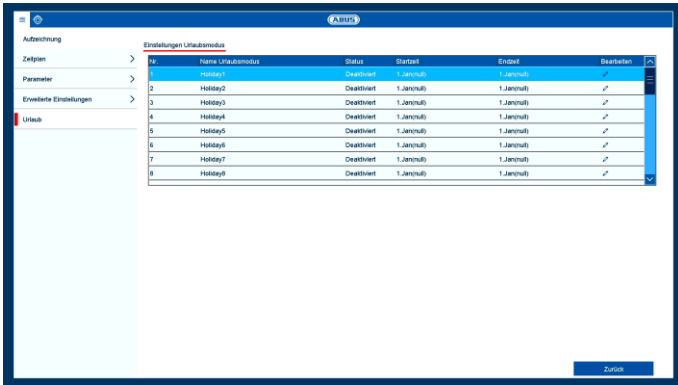 ABUS
Aufzeichnung
Zeitplan
Parameter
Erweiterte Einstellungen
Urlaub
Einstellungen Urlaubsmodus
Nr. Name Urlaubsmodus Status Startzeit Endzeit Bearbeiten
1 Holiday1 Deaktiviert 1.Jan(null) 1.Jan(null)
2 Holiday2 Deaktiviert 1.Jan(null) 1.Jan(null)
3 Holiday3 Deaktiviert 1.Jan(null) 1.Jan(null)
4 Holiday4 Deaktiviert 1.Jan(null) 1.Jan(null)
5 Holiday5 Deaktiviert 1.Jan(null) 1.Jan(null)
6 Holiday6 Deaktiviert 1.Jan(null) 1.Jan(null)
7 Holiday7 Deaktiviert 1.Jan(null) 1.Jan(null)
8 Holiday8 Deaktiviert 1.Jan(null) 1.Jan(null)
Zurück